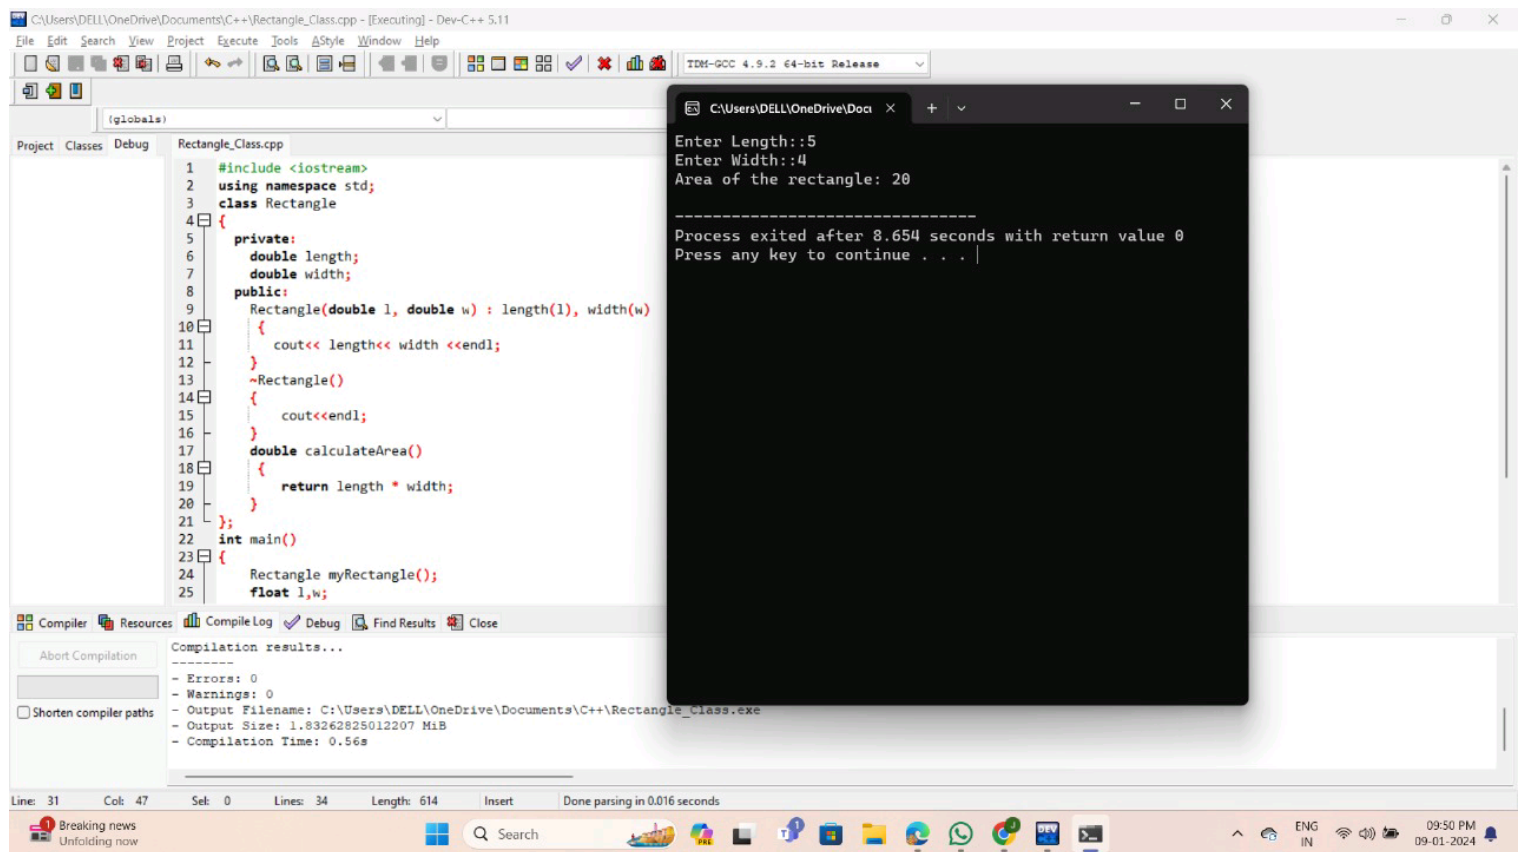 C:\Users\DELL\OneDrive\Documents\C++\Rectangle_Class.cpp - [Executing] - Dev-C++ 5.11
File Edit Search View Project Execute Tools AStyle Window Help
TDM-GCC 4.9.2 64-bit Release
(globals)
Project Classes Debug
Rectangle_Class.cpp
1 #include <iostream>
2 using namespace std;
3 class Rectangle
4 {
5 private:
6 double length;
7 double width;
8 public:
9 Rectangle(double l, double w) : length(l), width(w)
10 {
11 cout<< length<< width <<endl;
12 }
13 ~Rectangle()
14 {
15 cout<<endl;
16 }
17 double calculateArea()
18 {
19 return length * width;
20 }
21 };
22 int main()
23 {
24 Rectangle myRectangle();
25 float l,w;
C:\Users\DELL\OneDrive\Docu
Enter Length::5
Enter Width::4
Area of the rectangle: 20
--------------------------------
Process exited after 8.654 seconds with return value 0
Press any key to continue . . .
Compiler Resources Compile Log Debug Find Results Close
Abort Compilation
Shorten compiler paths
Compilation results...
--------
- Errors: 0
- Warnings: 0
- Output Filename: C:\Users\DELL\OneDrive\Documents\C++\Rectangle_Class.exe
- Output Size: 1.83262825012207 MiB
- Compilation Time: 0.56s
Line: 31 Col: 47 Sel: 0 Lines: 34 Length: 614 Insert Done parsing in 0.016 seconds
1
Breaking news
Unfolding now
Search
PRE
1
J
DEV
ENG
IN
09:50 PM
09-01-2024